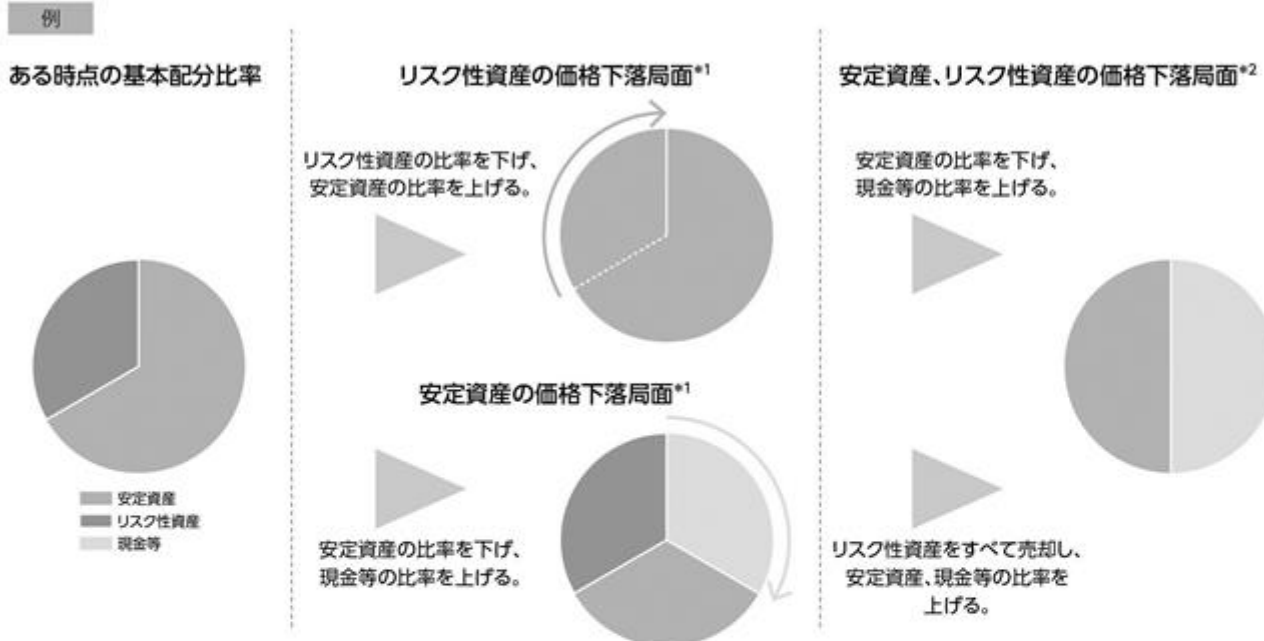 例
ある時点の基本配分比率
安定資産
リスク性資産
現金等
リスク性資産の価格下落局面*1
リスク性資産の比率を下げ、
安定資産の比率を上げる。
安定資産の価格下落局面*1
安定資産の比率を下げ、
現金等の比率を上げる。
安定資産、リスク性資産の価格下落局面*2
安定資産の比率を下げ、
現金等の比率を上げる。
リスク性資産をすべて売却し、
安定資産、現金等の比率を
上げる。